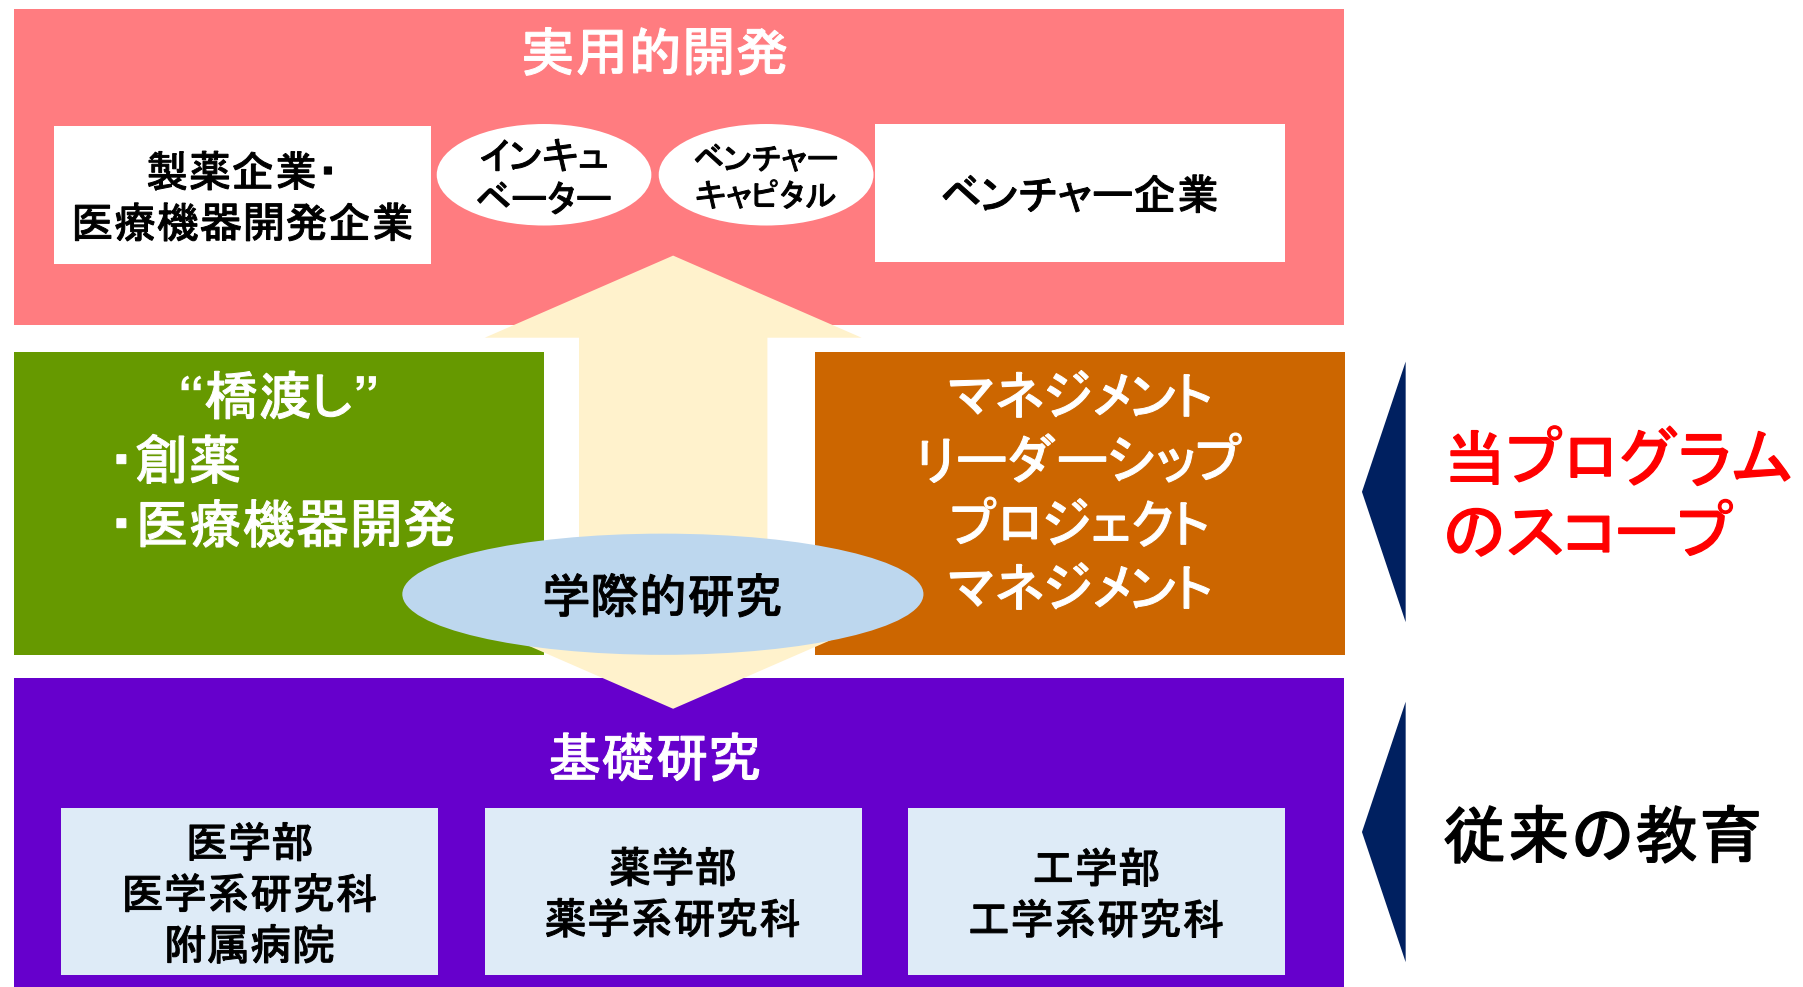 実用的開発
製薬企業・
医療機器開発企業
インキュ
ベーター
ベンチャー
キャピタル
ベンチャー企業
“橋渡し”
・創薬
・医療機器開発
マネジメント
リーダーシップ
プロジェクト
マネジメント
学際的研究
当プログラム
のスコープ
基礎研究
医学部
医学系研究科
附属病院
薬学部
薬学系研究科
工学部
工学系研究科
従来の教育